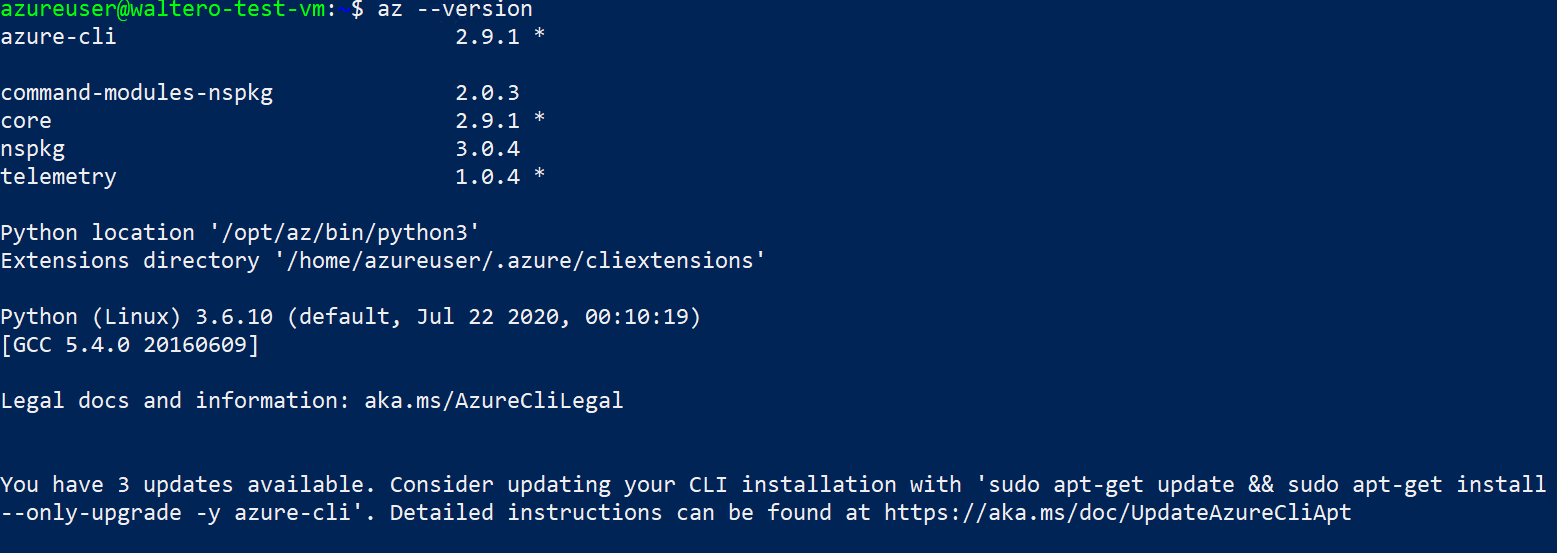 azureuser@waltero-test-vm:~$ az --version
azure-cli                         2.9.1 *
command-modules-nspkg              2.0.3
core                              2.9.1 *
nspkg                              3.0.4
telemetry                         1.0.4 *
Python location '/opt/az/bin/python3'
Extensions directory '/home/azureuser/.azure/cliextensions'
Python (Linux) 3.6.10 (default, Jul 22 2020, 00:10:19)
[GCC 5.4.0 20160609]
Legal docs and information: aka.ms/AzureCliLegal
You have 3 updates available. Consider updating your CLI installation with 'sudo apt-get update && sudo apt-get install
--only-upgrade -y azure-cli'. Detailed instructions can be found at https://aka.ms/doc/UpdateAzureCliApt